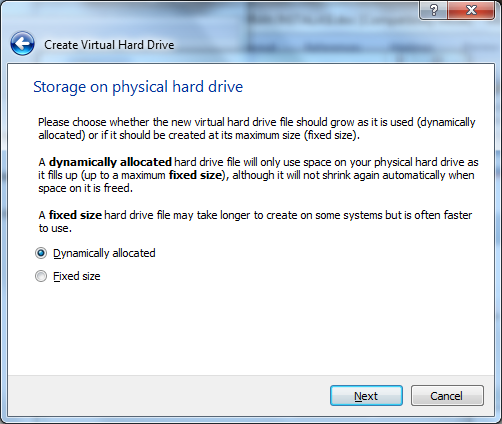 ?
Create Virtual Hard Drive
Storage on physical hard drive
Please choose whether the new virtual hard drive file should grow as it is used (dynamically
allocated) or if it should be created at its maximum size (fixed size).
A dynamically allocated hard drive file will only use space on your physical hard drive as
it fills up (up to a maximum fixed size), although it will not shrink again automatically when
space on it is freed.
A fixed size hard drive file may take longer to create on some systems but is often faster
to use.
Dynamically allocated
Fixed size
Next
Cancel